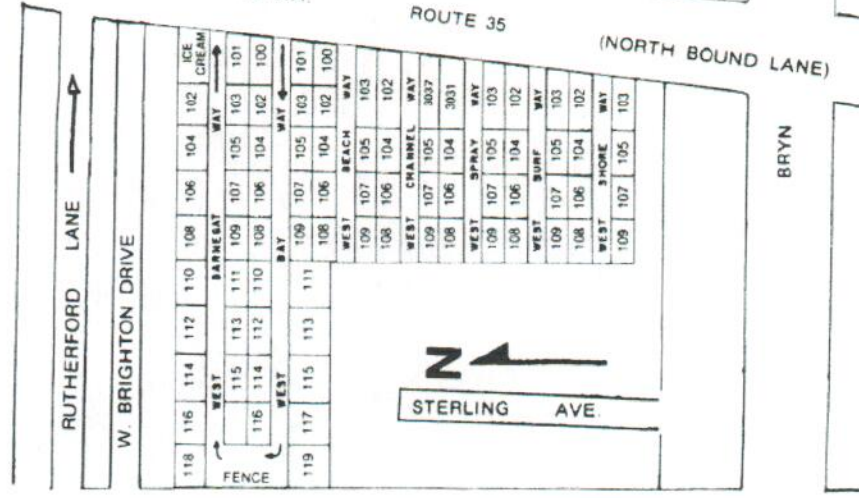 ROUTE 35
(NORTH BOUND LANE)
RUTHERFORD LANE
W. BRIGHTON DRIVE
118 116 114 112 110 108 106 104 102 ICE CREAM
WEST BARNEGAT WAY
115 113 111 109 107 105 103 101
116 114 112 110 108 106 104 102 100
FENCE
WEST BAY WAY
119 117 115 113 111 109 107 105 103 101
108 106 104 102 100
WEST BEACH WAY
109 107 105 103
108 106 104 102
WEST CHANNEL WAY
109 107 105 3037
108 106 104 3031
WEST SPRAY WAY
109 107 105 103
108 106 104 102
WEST SURF WAY
109 107 105 103
108 106 104 102
WEST SHORE WAY
109 107 105 103
N
STERLING AVE.
BRYN